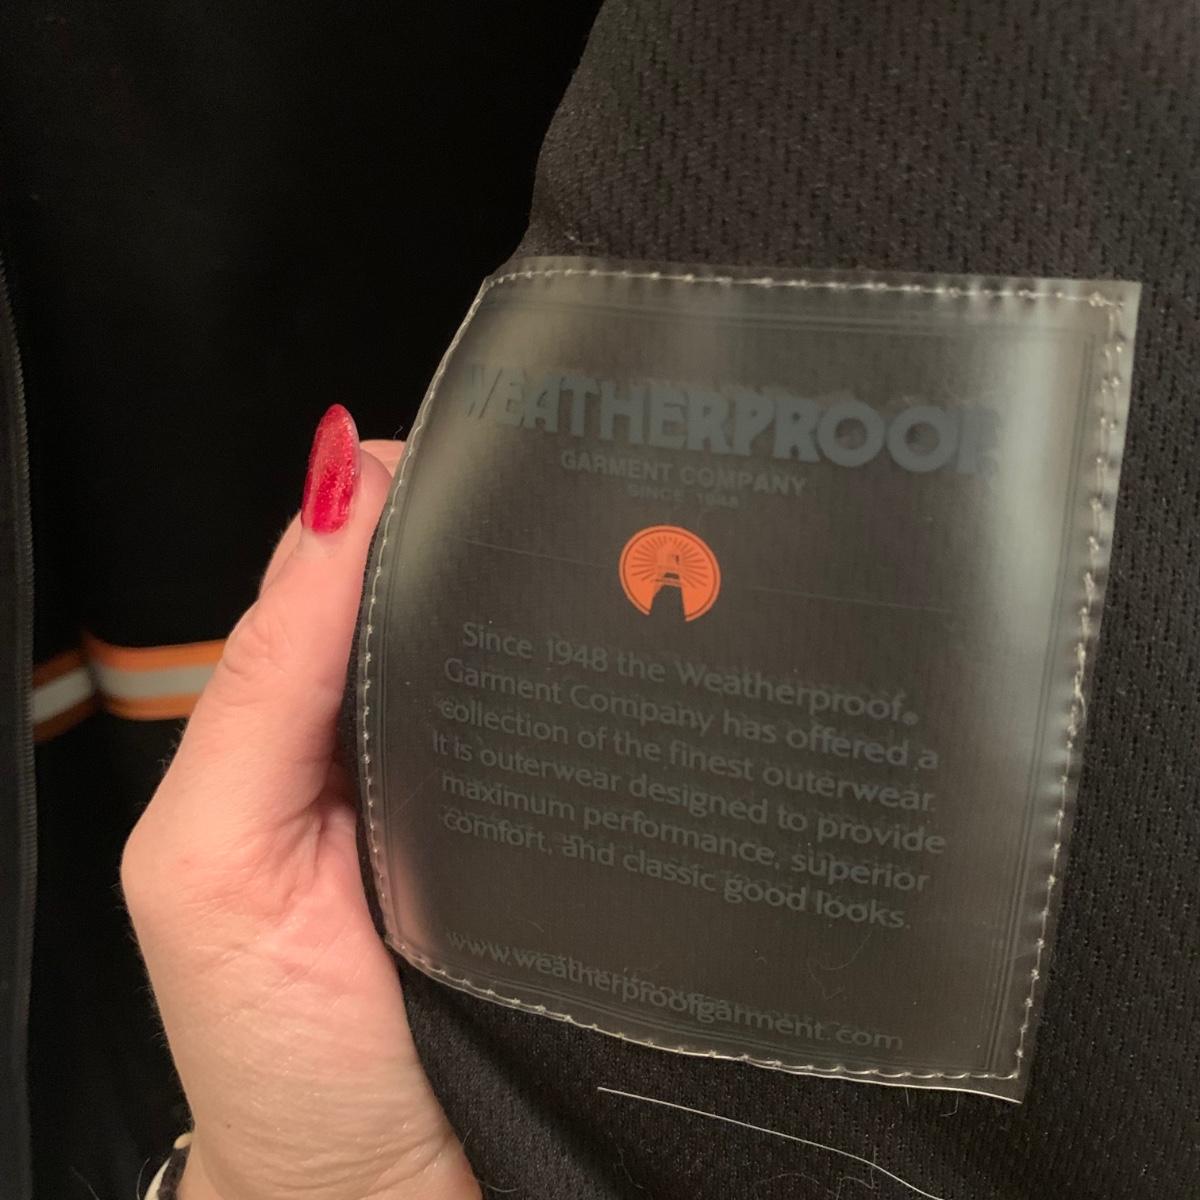 WEATHERPROOF
GARMENT COMPANY
SINCE 1948
Since 1948 the Weatherproof®
Garment Company has offered a
collection of the finest outerwear.
It is outerwear designed to provide
maximum performance, superior
comfort, and classic good looks.
www.weatherproofgarment.com